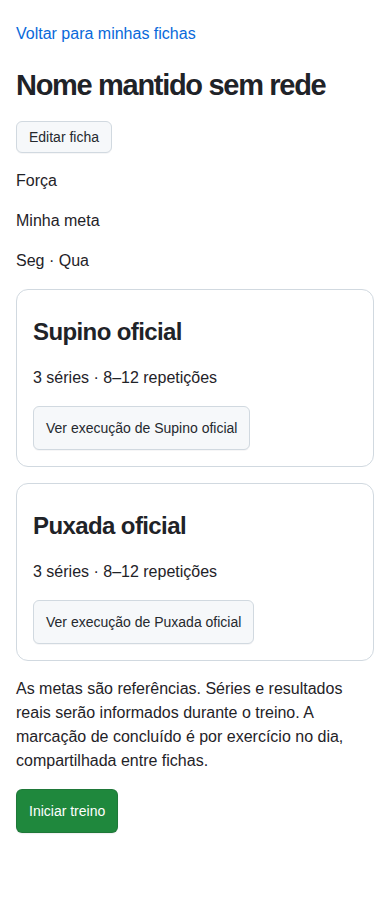 Voltar para minhas fichas
Nome mantido sem rede
Editar ficha
Força
Minha meta
Seg · Qua
Supino oficial
3 séries · 8–12 repetições
Ver execução de Supino oficial
Puxada oficial
3 séries · 8–12 repetições
Ver execução de Puxada oficial
As metas são referências. Séries e resultados
reais serão informados durante o treino. A
marcação de concluído é por exercício no dia,
compartilhada entre fichas.
Iniciar treino